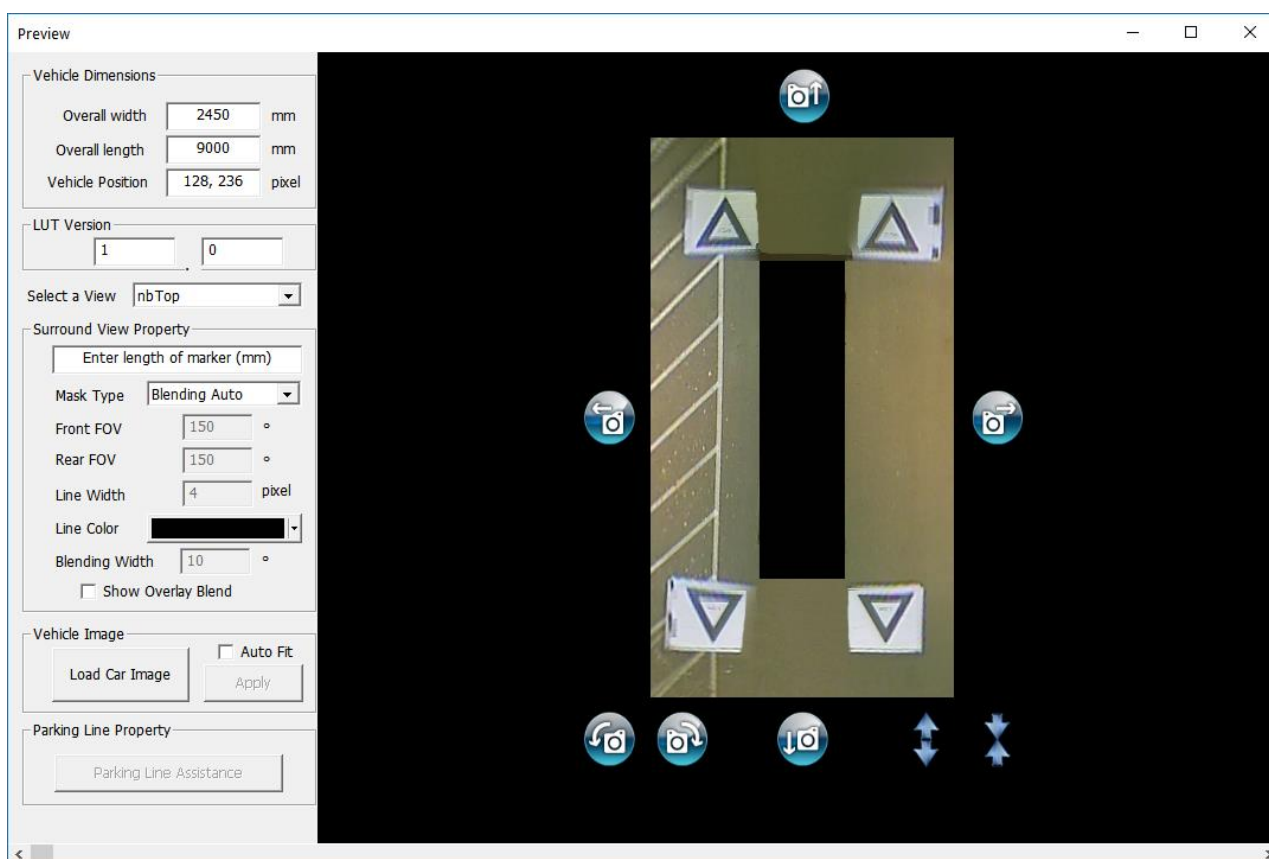 Preview
Vehicle Dimensions
Overall width 2450 mm
Overall length 9000 mm
Vehicle Position 128, 236 pixel
LUT Version
1 . 0
Select a View nbTop
Surround View Property
Enter length of marker (mm)
Mask Type Blending Auto
Front FOV 150 °
Rear FOV 150 °
Line Width 4 pixel
Line Color
Blending Width 10 °
Show Overlay Blend
Vehicle Image
Auto Fit
Load Car Image
Apply
Parking Line Property
Parking Line Assistance